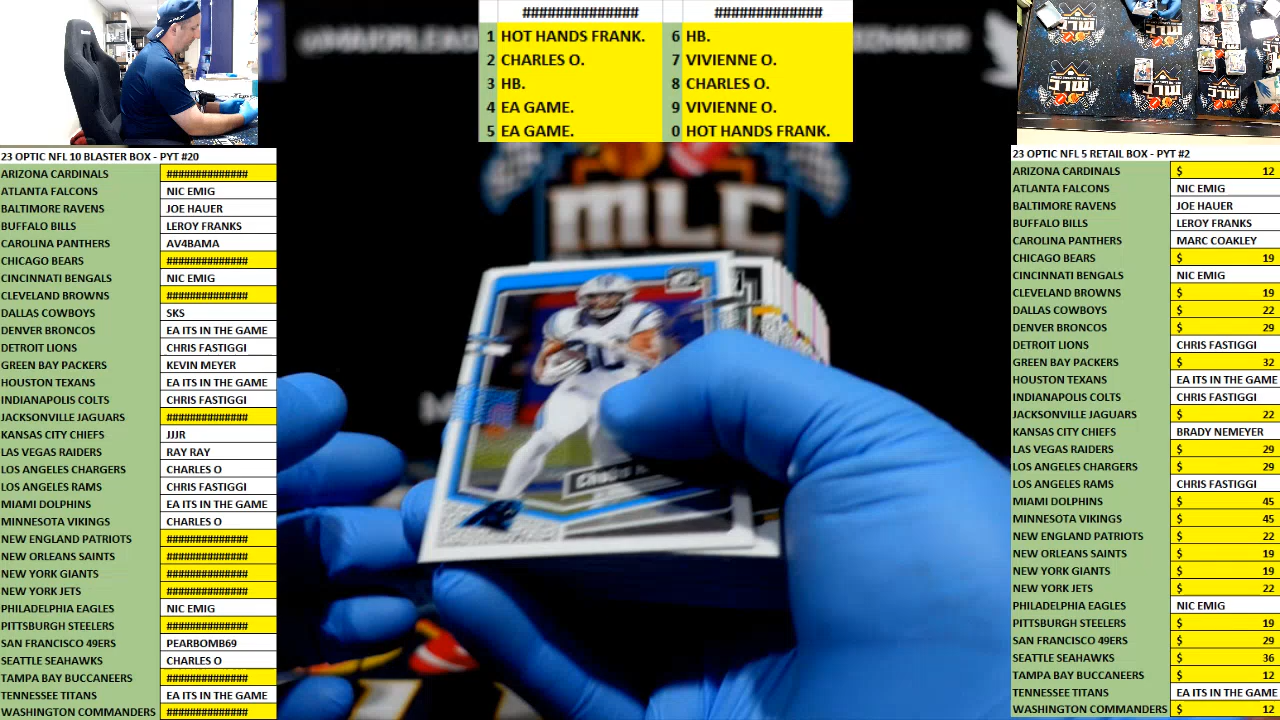 ############## #############
1 HOT HANDS FRANK. 6 HB.
2 CHARLES O. 7 VIVIENNE O.
3 HB. 8 CHARLES O.
4 EA GAME. 9 VIVIENNE O.
5 EA GAME. 0 HOT HANDS FRANK.
23 OPTIC NFL 10 BLASTER BOX - PYT #20
ARIZONA CARDINALS ##############
ATLANTA FALCONS NIC EMIG
BALTIMORE RAVENS JOE HAUER
BUFFALO BILLS LEROY FRANKS
CAROLINA PANTHERS AV4BAMA
CHICAGO BEARS ##############
CINCINNATI BENGALS NIC EMIG
CLEVELAND BROWNS ##############
DALLAS COWBOYS SKS
DENVER BRONCOS EA ITS IN THE GAME
DETROIT LIONS CHRIS FASTIGGI
GREEN BAY PACKERS KEVIN MEYER
HOUSTON TEXANS EA ITS IN THE GAME
INDIANAPOLIS COLTS CHRIS FASTIGGI
JACKSONVILLE JAGUARS ##############
KANSAS CITY CHIEFS JJJR
LAS VEGAS RAIDERS RAY RAY
LOS ANGELES CHARGERS CHARLES O
LOS ANGELES RAMS CHRIS FASTIGGI
MIAMI DOLPHINS EA ITS IN THE GAME
MINNESOTA VIKINGS CHARLES O
NEW ENGLAND PATRIOTS ##############
NEW ORLEANS SAINTS ##############
NEW YORK GIANTS ##############
NEW YORK JETS ##############
PHILADELPHIA EAGLES NIC EMIG
PITTSBURGH STEELERS ##############
SAN FRANCISCO 49ERS PEARBOMB69
SEATTLE SEAHAWKS CHARLES O
TAMPA BAY BUCCANEERS ##############
TENNESSEE TITANS EA ITS IN THE GAME
WASHINGTON COMMANDERS ##############
MLC
23 OPTIC NFL 5 RETAIL BOX - PYT #2
ARIZONA CARDINALS $ 12
ATLANTA FALCONS NIC EMIG
BALTIMORE RAVENS JOE HAUER
BUFFALO BILLS LEROY FRANKS
CAROLINA PANTHERS MARC COAKLEY
CHICAGO BEARS $ 19
CINCINNATI BENGALS NIC EMIG
CLEVELAND BROWNS $ 19
DALLAS COWBOYS $ 22
DENVER BRONCOS $ 29
DETROIT LIONS CHRIS FASTIGGI
GREEN BAY PACKERS $ 32
HOUSTON TEXANS EA ITS IN THE GAME
INDIANAPOLIS COLTS CHRIS FASTIGGI
JACKSONVILLE JAGUARS $ 22
KANSAS CITY CHIEFS BRADY NEMEYER
LAS VEGAS RAIDERS $ 29
LOS ANGELES CHARGERS $ 29
LOS ANGELES RAMS CHRIS FASTIGGI
MIAMI DOLPHINS $ 45
MINNESOTA VIKINGS $ 45
NEW ENGLAND PATRIOTS $ 22
NEW ORLEANS SAINTS $ 19
NEW YORK GIANTS $ 19
NEW YORK JETS $ 22
PHILADELPHIA EAGLES NIC EMIG
PITTSBURGH STEELERS $ 19
SAN FRANCISCO 49ERS $ 29
SEATTLE SEAHAWKS $ 36
TAMPA BAY BUCCANEERS $ 12
TENNESSEE TITANS EA ITS IN THE GAME
WASHINGTON COMMANDERS $ 12